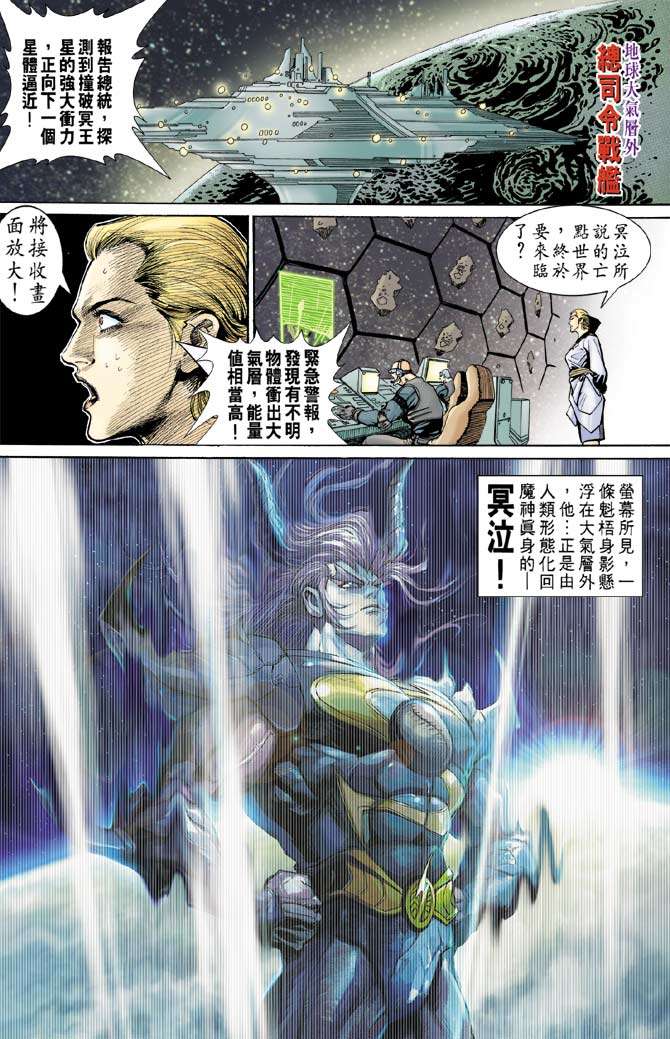 地球大氣層外
總司令戰艦
報告總統，探
測到撞破冥王
星的強大衝力
，正向下一個
星體逼近！
冥泣所
說的亡
點世界
，終於
要來臨
了？
緊急警報，
發現有不明
物體衝出大
氣層，能量
值相當高！
將接收畫
面放大！
螢幕所見，一
條魁梧身影懸
浮在大氣層外
，他…正是由
人類形態化回
魔神眞身的—
冥泣！